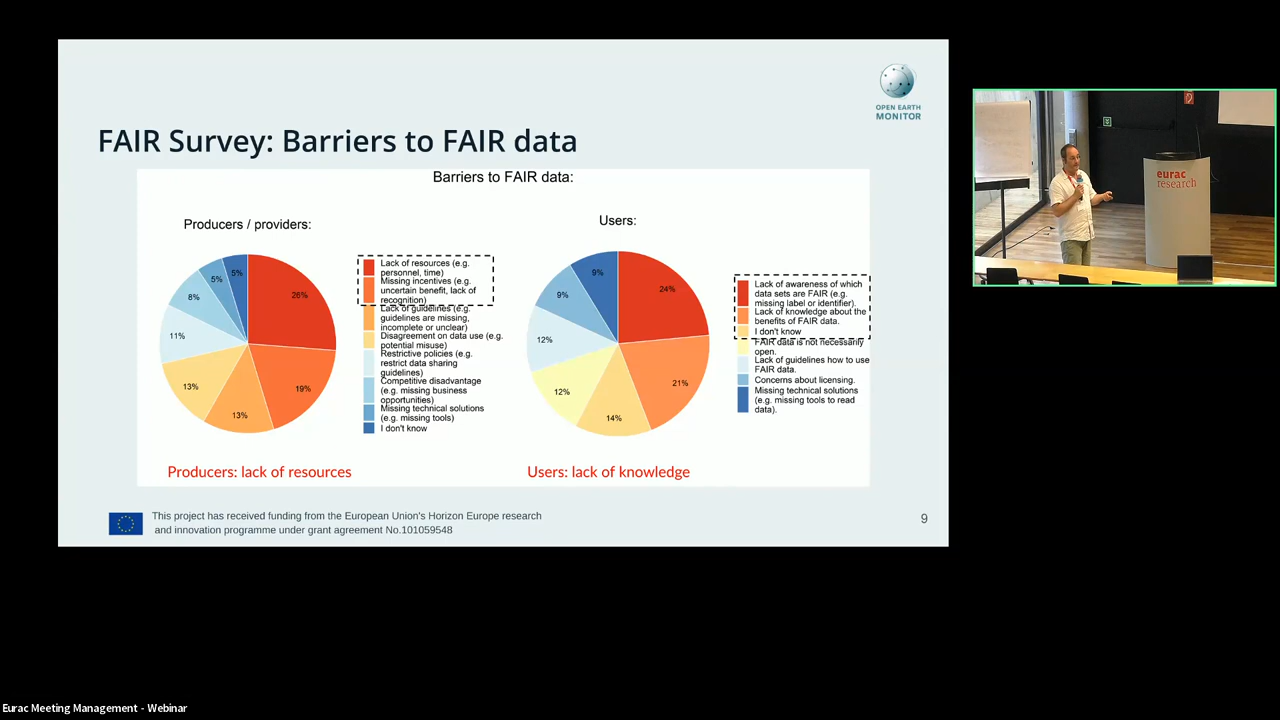 OPEN EARTH
MONITOR
FAIR Survey: Barriers to FAIR data
Barriers to FAIR data:
Producers / providers:
26%
19%
13%
13%
11%
8%
5%
5%
Lack of resources (e.g.
personnel, time)
Missing incentives (e.g.
uncertain benefit, lack of
recognition)
Lack of guidelines (e.g.
guidelines are missing,
incomplete or unclear)
Disagreement on data use (e.g.
potential misuse)
Restrictive policies (e.g.
restrict data sharing
guidelines)
Competitive disadvantage
(e.g. missing business
opportunities)
Missing technical solutions
(e.g. missing tools)
I don't know
Users:
24%
21%
14%
12%
12%
9%
9%
Lack of awareness of which
data sets are FAIR (e.g.
missing label or identifier).
Lack of knowledge about the
benefits of FAIR data.
I don't know
FAIR data is not necessarily
open.
Lack of guidelines how to use
FAIR data.
Concerns about licensing.
Missing technical solutions
(e.g. missing tools to read
data).
Producers: lack of resources
Users: lack of knowledge
This project has received funding from the European Union's Horizon Europe research
and innovation programme under grant agreement No.101059548
9
eurac
research
Eurac Meeting Management - Webinar